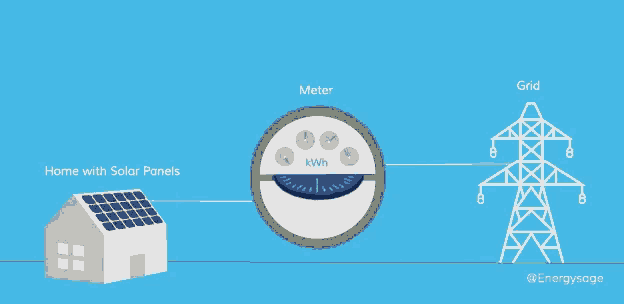 Grid
Meter
kWh
Home with Solar Panels
@Energysage